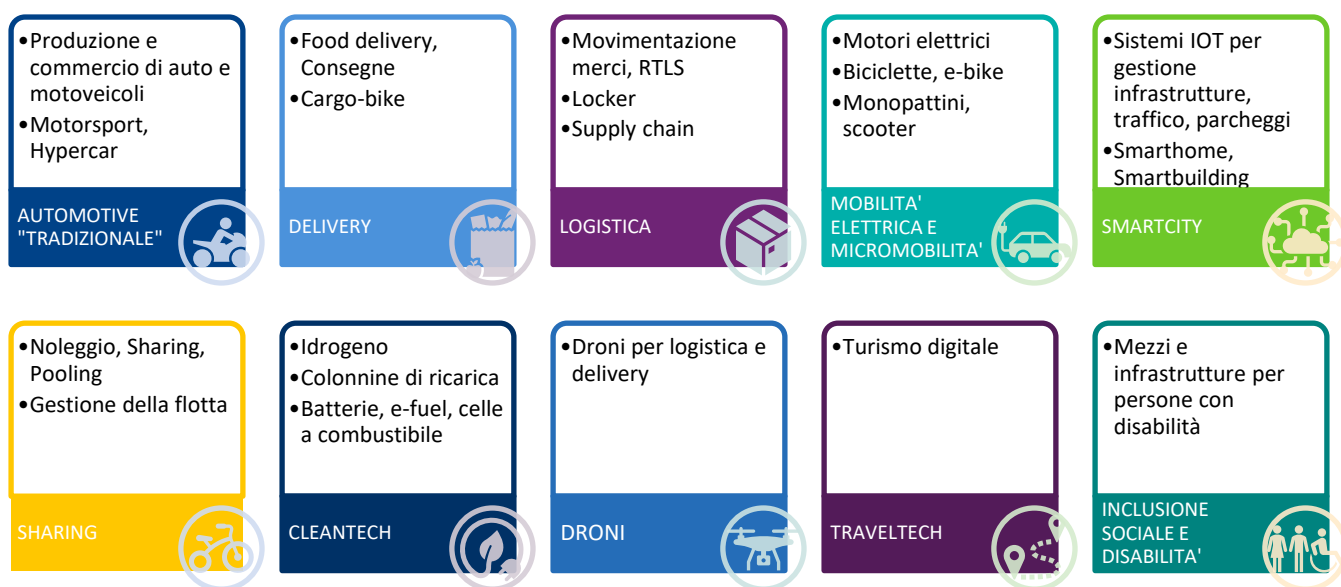 •Produzione e
commercio di auto e
motoveicoli
•Motorsport,
Hypercar
AUTOMOTIVE
"TRADIZIONALE"
•Food delivery,
Consegne
•Cargo-bike
DELIVERY
•Movimentazione
merci, RTLS
•Locker
•Supply chain
LOGISTICA
•Motori elettrici
•Biciclette, e-bike
•Monopattini,
scooter
MOBILITA'
ELETTRICA E
MICROMOBILITA'
•Sistemi IOT per
gestione
infrastrutture,
traffico, parcheggi
•Smarthome,
Smartbuilding
SMARTCITY
•Noleggio, Sharing,
Pooling
•Gestione della flotta
SHARING
•Idrogeno
•Colonnine di ricarica
•Batterie, e-fuel, celle
a combustibile
CLEANTECH
•Droni per logistica e
delivery
DRONI
•Turismo digitale
TRAVELTECH
•Mezzi e
infrastrutture per
persone con
disabilità
INCLUSIONE
SOCIALE E
DISABILITA'